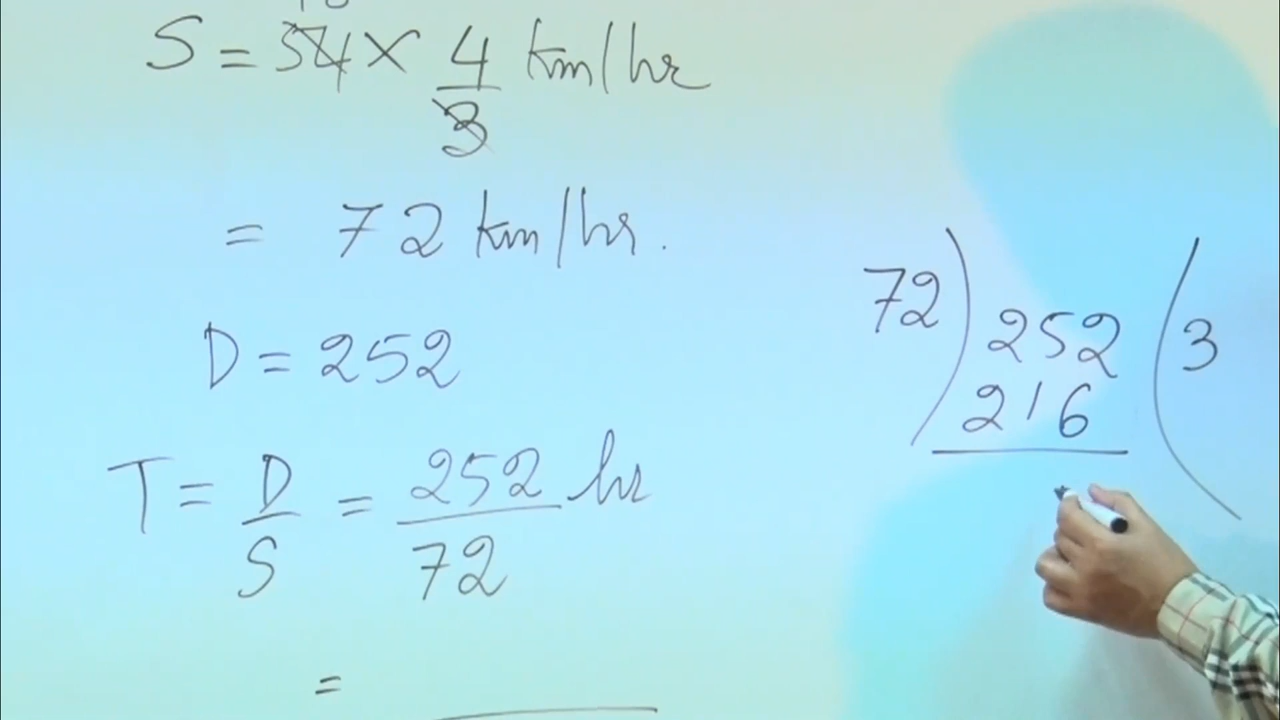 S = 54 × 4/3 km/hr
= 72 km/hr.
D = 252
T = D/S = 252/72 hr
=
72 ) 252 ( 3
216